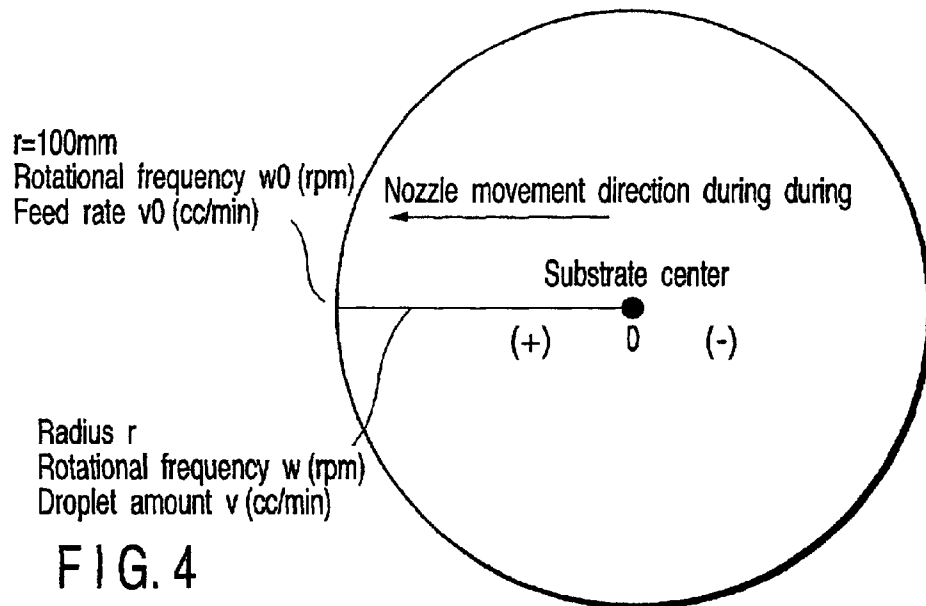 r=100mm
Rotational frequency w0 (rpm)
Feed rate v0 (cc/min)
Nozzle movement direction during during
Substrate center
(+) 0 (-)
Radius r
Rotational frequency w (rpm)
Droplet amount v (cc/min)
FIG. 4